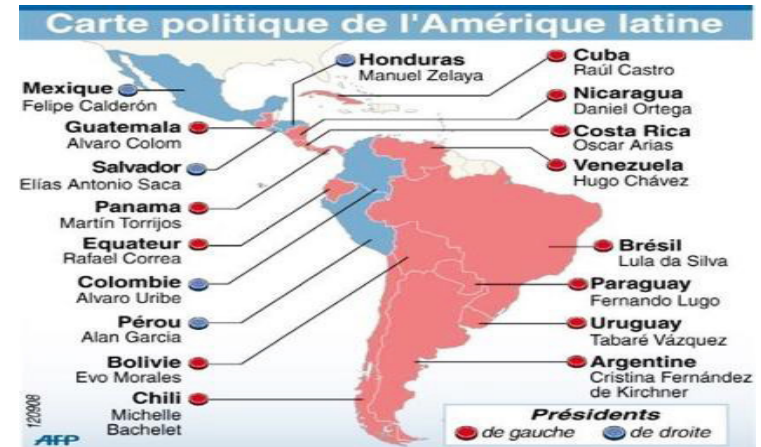 Carte politique de l'Amérique latine
Mexique
Felipe Calderón
Guatemala
Alvaro Colom
Salvador
Elías Antonio Saca
Panama
Martín Torrijos
Equateur
Rafael Correa
Colombie
Alvaro Uribe
Pérou
Alan Garcia
Bolivie
Evo Morales
Chili
Michelle
Bachelet
Honduras
Manuel Zelaya
Cuba
Raúl Castro
Nicaragua
Daniel Ortega
Costa Rica
Oscar Arias
Venezuela
Hugo Chávez
Brésil
Lula da Silva
Paraguay
Fernando Lugo
Uruguay
Tabaré Vázquez
Argentine
Cristina Fernández
de Kirchner
Présidents
de gauche de droite
120908
AFP